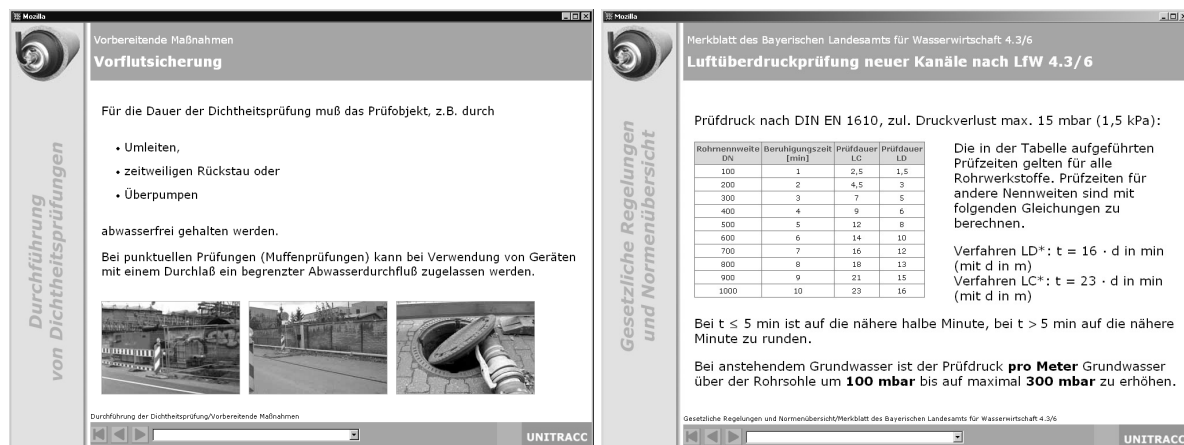 Mozilla
Vorbereitende Maßnahmen
Vorflutsicherung
Durchführung
von Dichtheitsprüfungen
Für die Dauer der Dichtheitsprüfung muß das Prüfobjekt, z.B. durch
• Umleiten,
• zeitweiligen Rückstau oder
• Überpumpen
abwasserfrei gehalten werden.
Bei punktuellen Prüfungen (Muffenprüfungen) kann bei Verwendung von Geräten
mit einem Durchlaß ein begrenzter Abwasserdurchfluß zugelassen werden.
Durchführung der Dichtheitsprüfung/Vorbereitende Maßnahmen
UNITRACC
Mozilla
Merkblatt des Bayerischen Landesamts für Wasserwirtschaft 4.3/6
Luftüberdruckprüfung neuer Kanäle nach LfW 4.3/6
Gesetzliche Regelungen
und Normenübersicht
Prüfdruck nach DIN EN 1610, zul. Druckverlust max. 15 mbar (1,5 kPa):
Rohrnennweite DN Beruhigungszeit [min] Prüfdauer LC Prüfdauer LD
100 1 2,5 1,5
200 2 4,5 3
300 3 7 5
400 4 9 6
500 5 12 8
600 6 14 10
700 7 16 12
800 8 18 13
900 9 21 15
1000 10 23 16
Die in der Tabelle aufgeführten
Prüfzeiten gelten für alle
Rohrwerkstoffe. Prüfzeiten für
andere Nennweiten sind mit
folgenden Gleichungen zu
berechnen.
Verfahren LD*: t = 16 · d in min
(mit d in m)
Verfahren LC*: t = 23 · d in min
(mit d in m)
Bei t ≤ 5 min ist auf die nähere halbe Minute, bei t > 5 min auf die nähere
Minute zu runden.
Bei anstehendem Grundwasser ist der Prüfdruck pro Meter Grundwasser
über der Rohrsohle um 100 mbar bis auf maximal 300 mbar zu erhöhen.
Gesetzliche Regelungen und Normenübersicht/Merkblatt des Bayerischen Landesamts für Wasserwirtschaft 4.3/6
UNITRACC